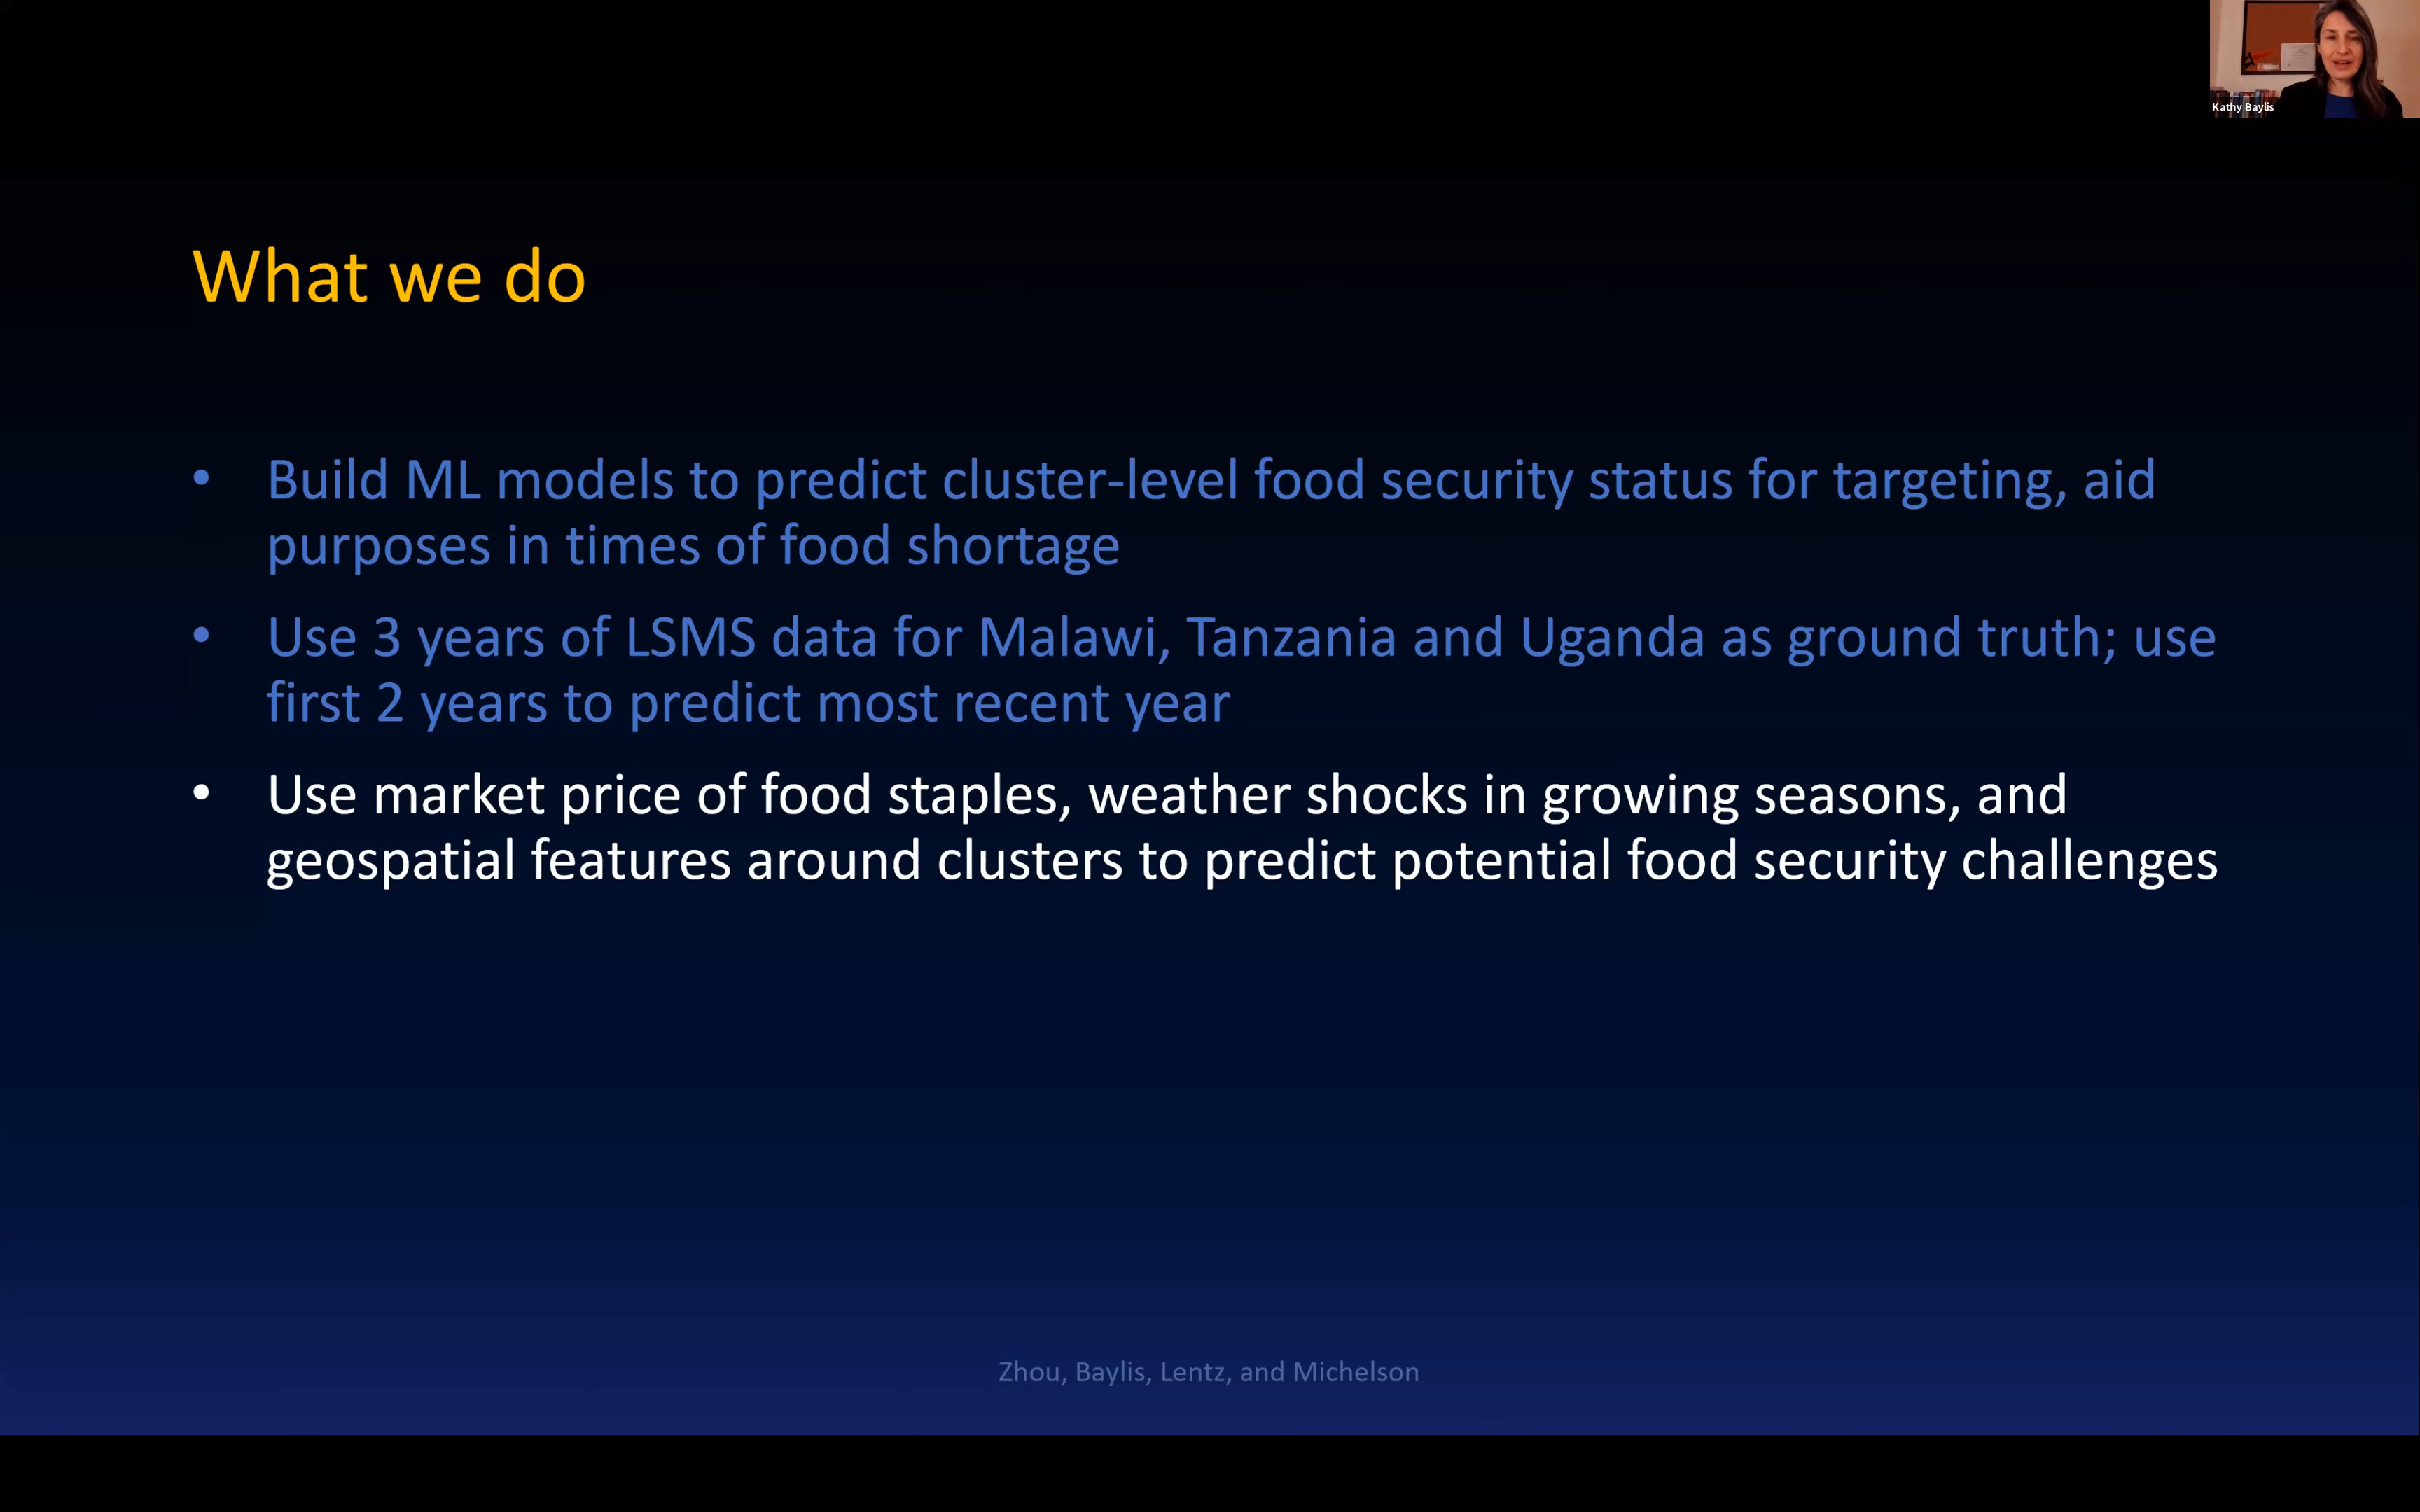 Kathy Baylis
What we do
• Build ML models to predict cluster-level food security status for targeting, aid
purposes in times of food shortage
• Use 3 years of LSMS data for Malawi, Tanzania and Uganda as ground truth; use
first 2 years to predict most recent year
• Use market price of food staples, weather shocks in growing seasons, and
geospatial features around clusters to predict potential food security challenges
Zhou, Baylis, Lentz, and Michelson